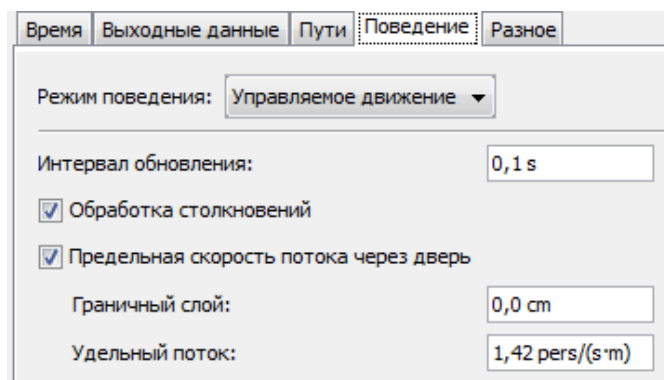 Время Выходные данные Пути Поведение Разное
Режим поведения: Управляемое движение
Интервал обновления: 0,1 s
Обработка столкновений
Предельная скорость потока через дверь
Граничный слой: 0,0 cm
Удельный поток: 1,42 pers/(s·m)